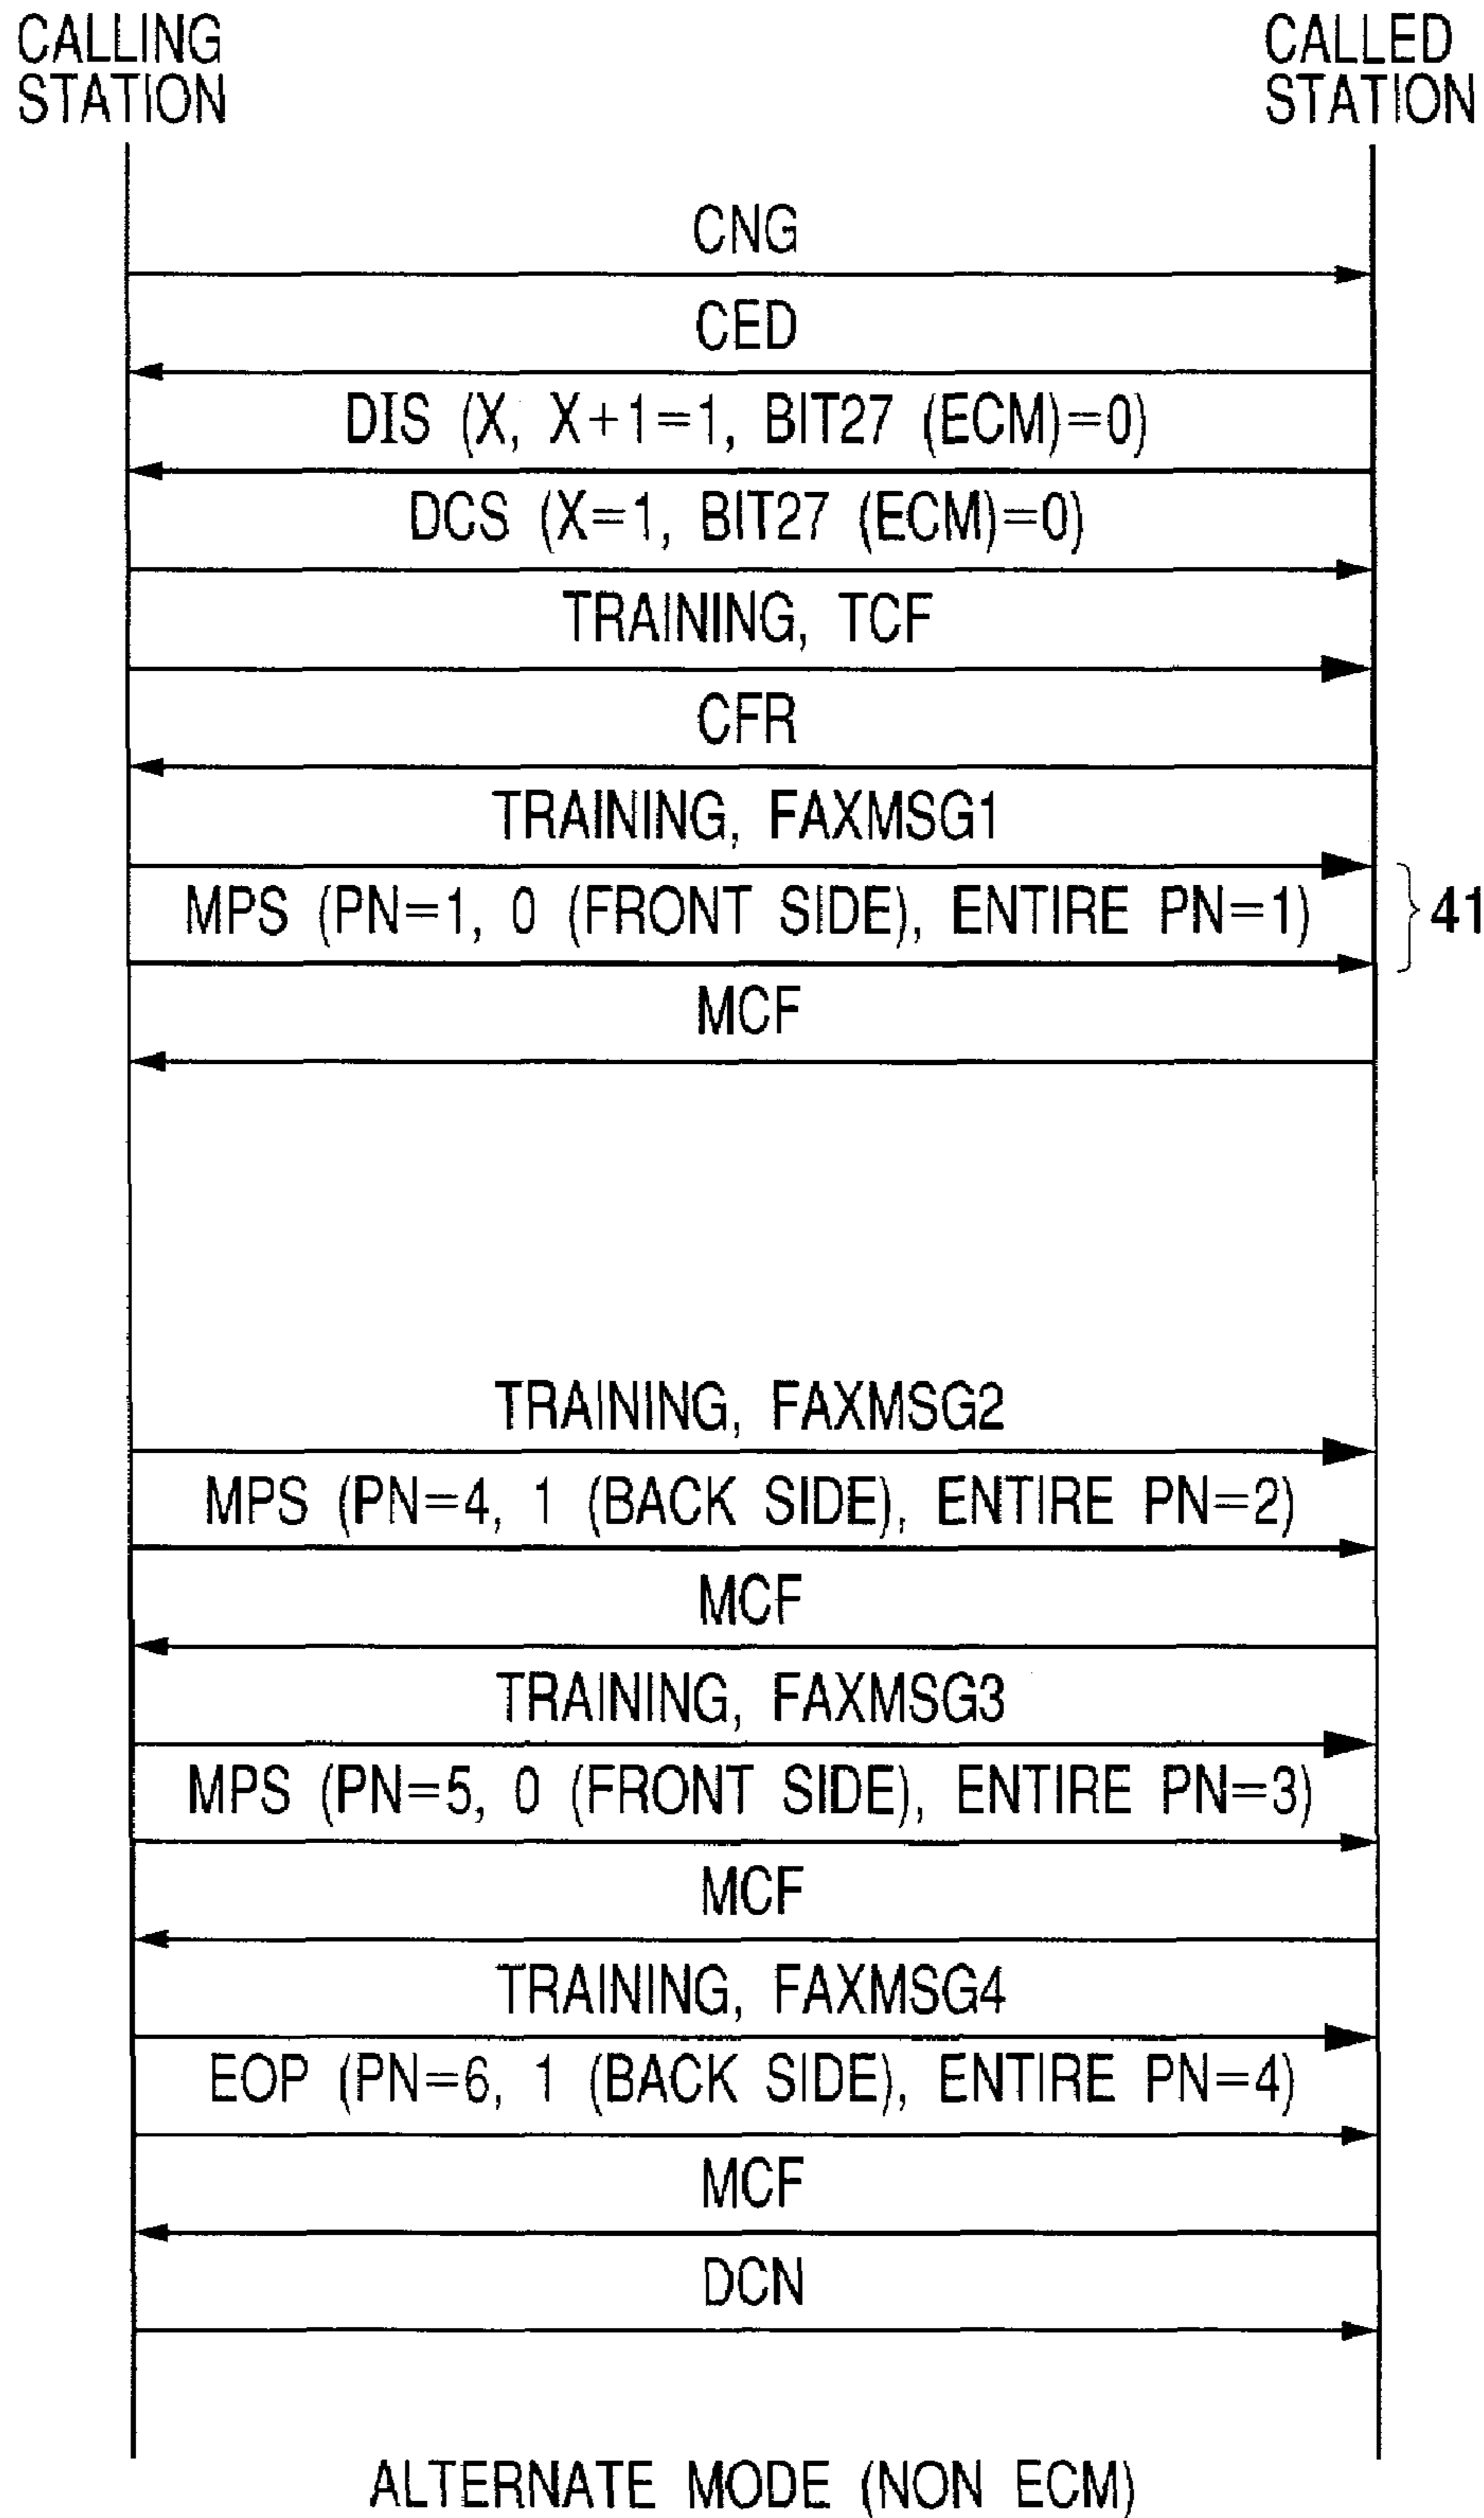 CALLING
STATION
CALLED
STATION
CNG
CED
DIS (X, X+1=1, BIT27 (ECM)=0)
DCS (X=1, BIT27 (ECM)=0)
TRAINING, TCF
CFR
TRAINING, FAXMSG1
MPS (PN=1, 0 (FRONT SIDE), ENTIRE PN=1)
41
MCF
TRAINING, FAXMSG2
MPS (PN=4, 1 (BACK SIDE), ENTIRE PN=2)
MCF
TRAINING, FAXMSG3
MPS (PN=5, 0 (FRONT SIDE), ENTIRE PN=3)
MCF
TRAINING, FAXMSG4
EOP (PN=6, 1 (BACK SIDE), ENTIRE PN=4)
MCF
DCN
ALTERNATE MODE (NON ECM)